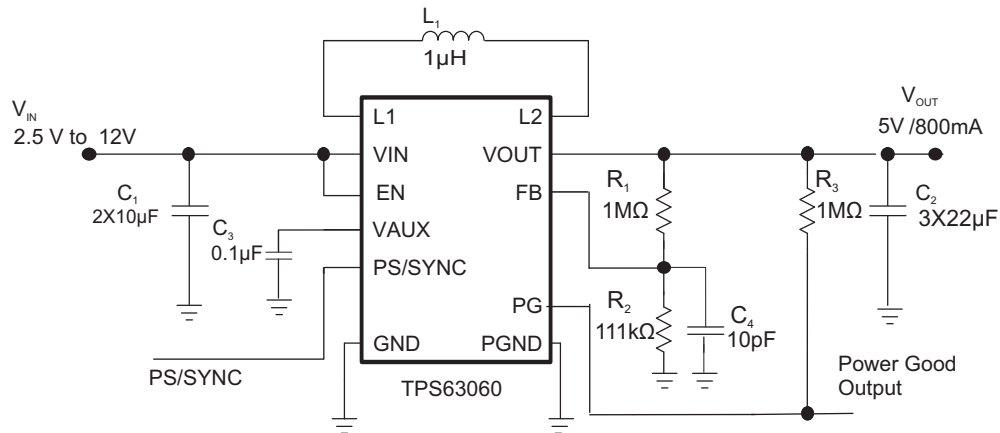 L₁
1µH
V_IN
2.5 V to 12V
V_OUT
5V /800mA
L1
L2
VIN
VOUT
EN
FB
VAUX
PS/SYNC
PG
GND
PGND
C₁
2X10µF
C₃
0.1µF
R₁
1MΩ
R₃
1MΩ
C₂
3X22µF
R₂
111kΩ
C₄
10pF
PS/SYNC
TPS63060
Power Good
Output